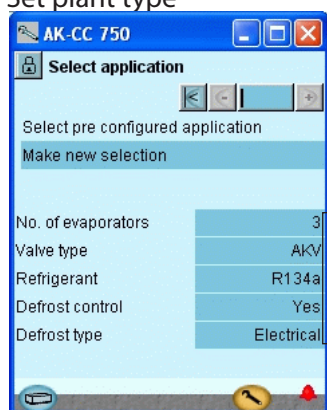 Set plant type
AK-CC 750
Select application
Select pre configured application
Make new selection
No. of evaporators 3
Valve type AKV
Refrigerant R134a
Defrost control Yes
Defrost type Electrical